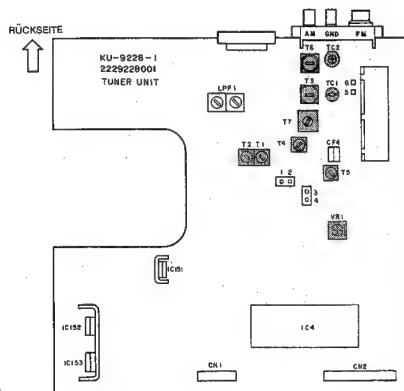 RÜCKSEITE
AM GND FM
KU-9228-1
2229228001
TUNER UNIT
T6 TC2
LPF1
T3 TC1
6
5
T7
T4
CF4
T2 T1
T5
1 2
3
4
VR1
IC151
IC152
IC4
IC153
CN1
CN2